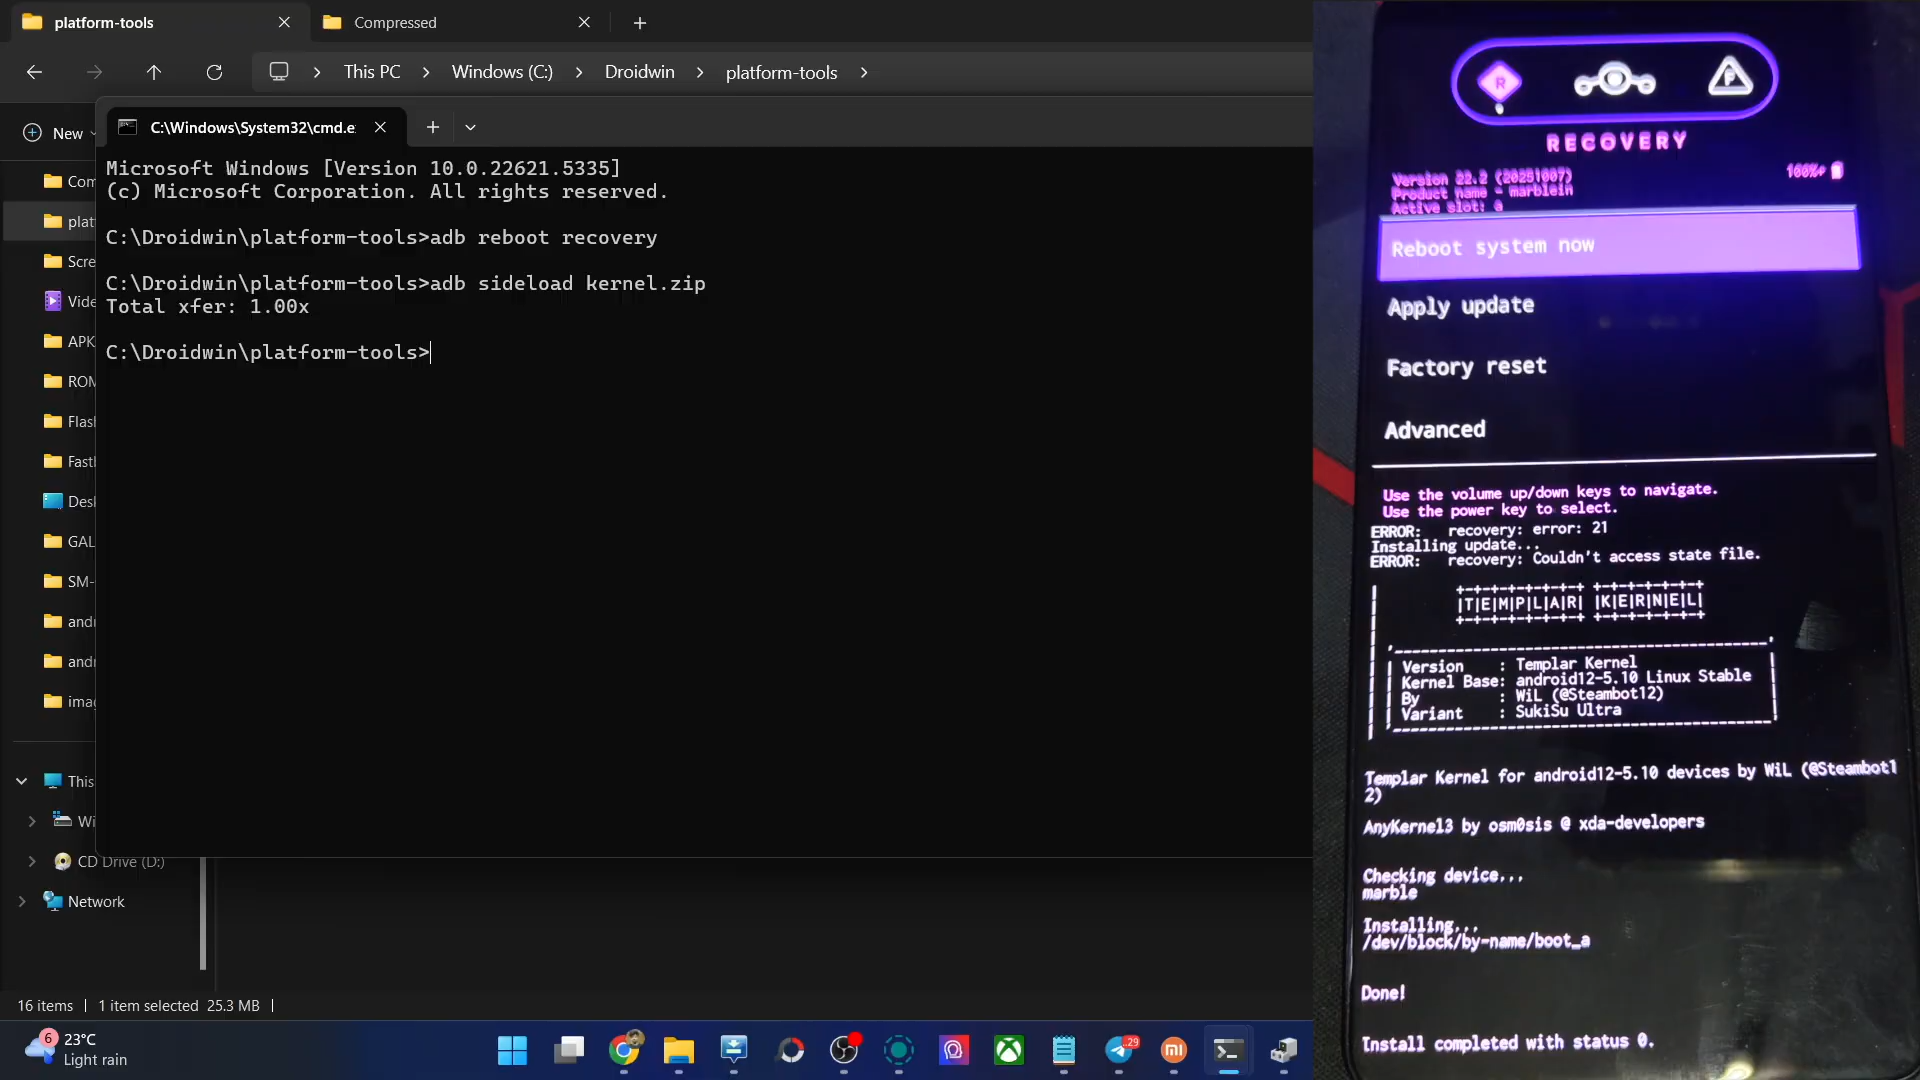 platform-tools
Compressed
This PC
Windows (C:)
Droidwin
platform-tools
New
C:\Windows\System32\cmd.e
Microsoft Windows [Version 10.0.22621.5335]
(c) Microsoft Corporation. All rights reserved.
C:\Droidwin\platform-tools>adb reboot recovery
C:\Droidwin\platform-tools>adb sideload kernel.zip
Total xfer: 1.00x
C:\Droidwin\platform-tools>
Com
platf
Scre
Vide
APK
ROM
Flash
Fastl
Desk
GAL
SM-
andr
andr
imag
This
Wi
CD Drive (D:)
Network
16 items
1 item selected 25.3 MB
6
23°C
Light rain
..29
R
RECOVERY
Version 22.2 (20251007)
Product name - marblein
Active slot: a
100%+
Reboot system now
Apply update
Factory reset
Advanced
Use the volume up/down keys to navigate.
Use the power key to select.
ERROR: recovery: error: 21
Installing update...
ERROR: recovery: Couldn't access state file.
|T|E|M|P|L|A|R| |K|E|R|N|E|L|
Version : Templar Kernel
Kernel Base: android12-5.10 Linux Stable
By : WiL (@Steambot12)
Variant : SukiSu Ultra
Templar Kernel for android12-5.10 devices by WiL (@Steambot1
2)
AnyKernel3 by osm0sis @ xda-developers
Checking device...
marble
Installing...
/dev/block/by-name/boot_a
Done!
Install completed with status 0.